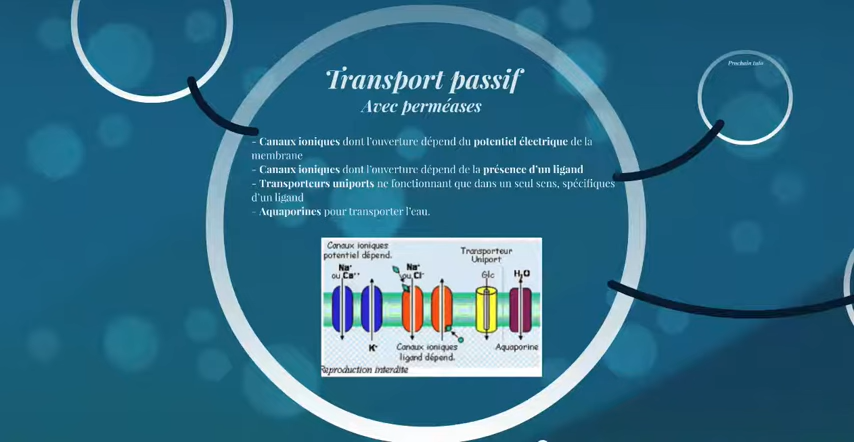 Transport passif
Avec perméases
Prochain tuto
- Canaux ioniques dont l'ouverture dépend du potentiel électrique de la
membrane
- Canaux ioniques dont l'ouverture dépend de la présence d'un ligand
- Transporteurs uniports ne fonctionnant que dans un seul sens, spécifiques
d'un ligand
- Aquaporines pour transporter l'eau.
Canaux ioniques
potentiel dépend.
Transporteur
Uniport
Na⁺
ou Ca⁺⁺
Na⁺
ou Cl⁻
Glc
H₂O
K⁺
Canaux ioniques
ligand dépend.
Aquaporine
Reproduction interdite